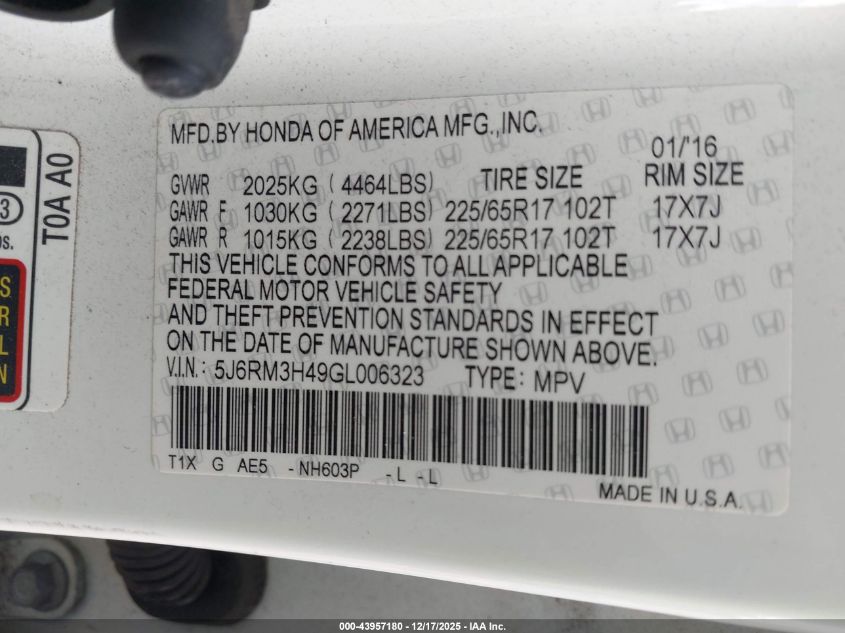 MFD.BY HONDA OF AMERICA MFG.,INC.
01/16
GVWR 2025KG (4464LBS) TIRE SIZE RIM SIZE
GAWR F 1030KG (2271LBS) 225/65R17 102T 17X7J
GAWR R 1015KG (2238LBS) 225/65R17 102T 17X7J
THIS VEHICLE CONFORMS TO ALL APPLICABLE
FEDERAL MOTOR VEHICLE SAFETY
AND THEFT PREVENTION STANDARDS IN EFFECT
ON THE DATE OF MANUFACTURE SHOWN ABOVE.
V.I.N.: 5J6RM3H49GL006323 TYPE: MPV
T1X G AE5 -NH603P -L -L
MADE IN U.S.A.
T0A A0
3
os.
S
R
L
N
000-43957180 - 12/17/2025 - IAA Inc.